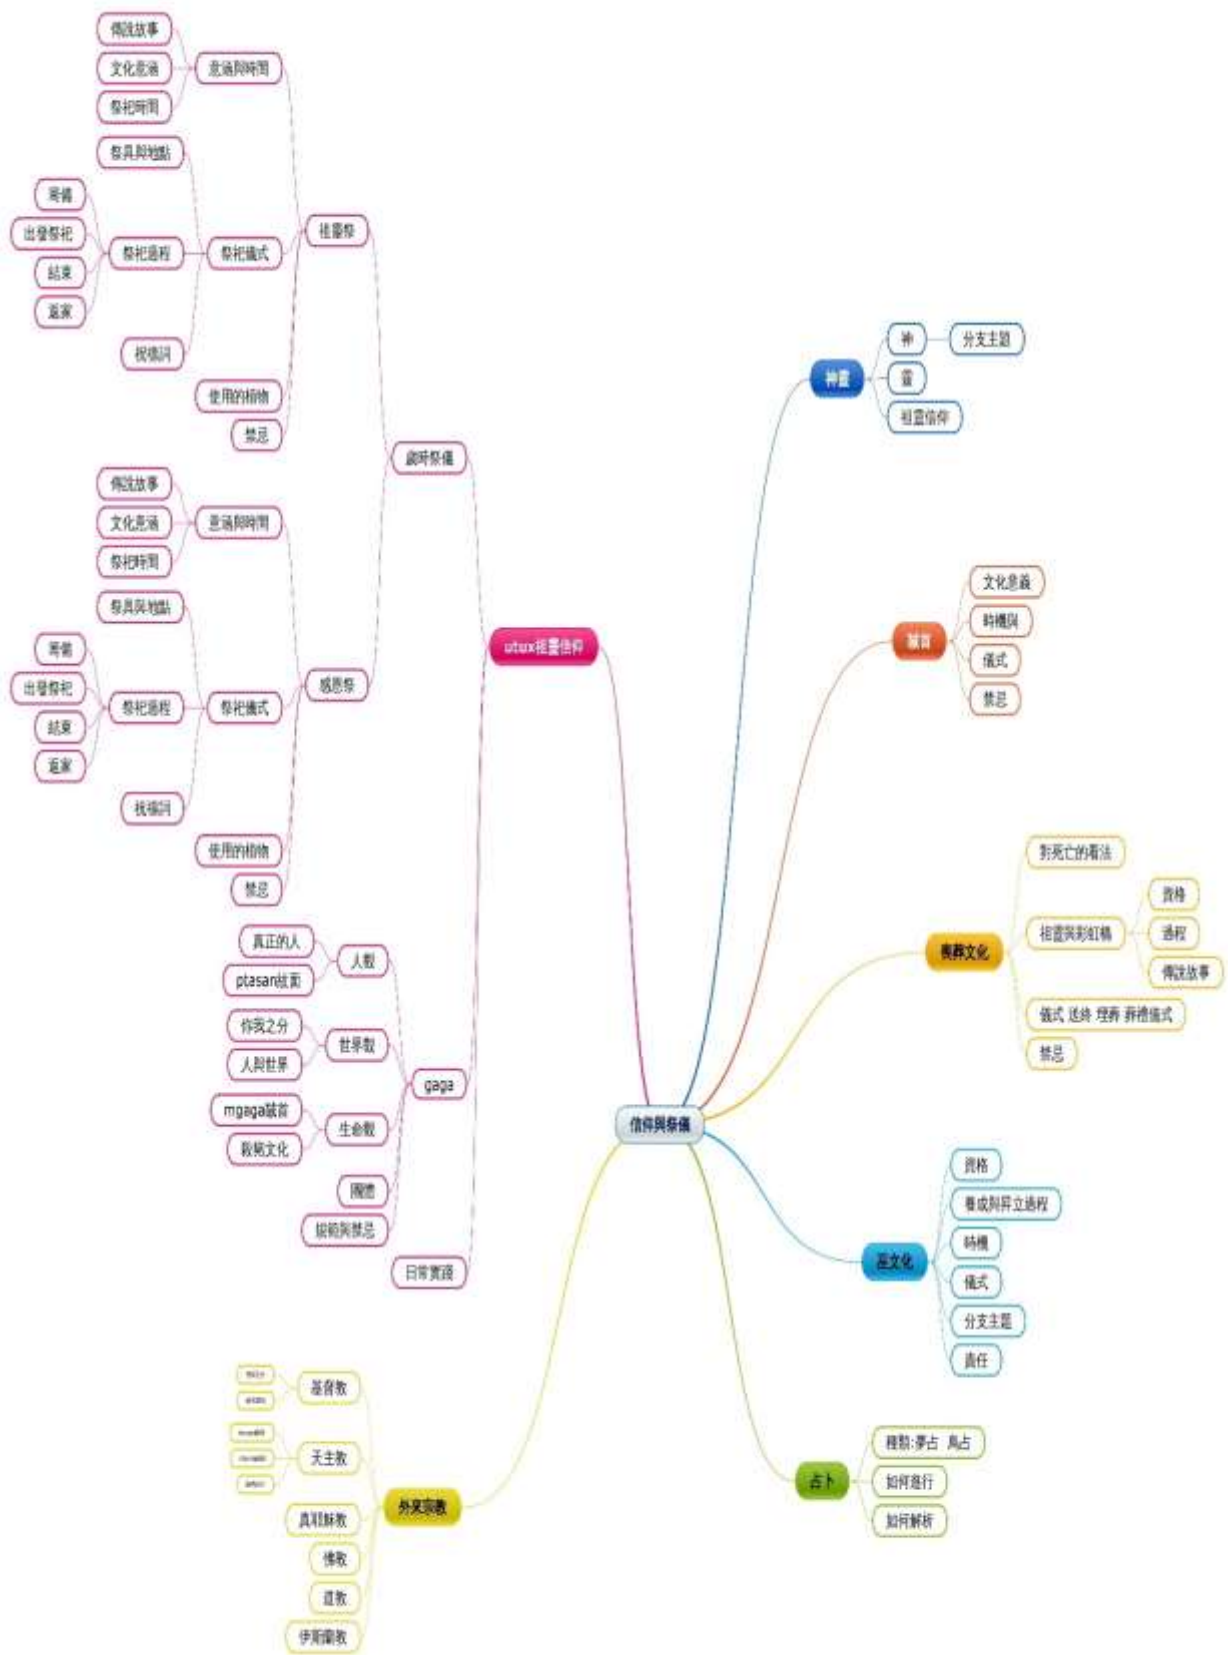 信仰與祭儀
utux祖靈信仰
歲時祭儀
祖靈祭
意涵與時間
傳說故事
文化意涵
祭祀時間
祭祀儀式
祭具與地點
祭祀過程
籌備
出發祭祀
結束
返家
祝禱詞
使用的植物
禁忌
感恩祭
意涵與時間
傳說故事
文化意涵
祭祀時間
祭祀儀式
祭具與地點
祭祀過程
籌備
出發祭祀
結束
返家
祝禱詞
使用的植物
禁忌
gaga
人觀
真正的人
ptasan紋面
世界觀
你我之分
人與世界
生命觀
mgaga馘首
殺豬文化
團體
規範與禁忌
日常實踐
外來宗教
基督教
天主教
真耶穌教
佛教
道教
伊斯蘭教
神靈
神
分支主題
靈
祖靈信仰
馘首
文化意義
時機與
儀式
禁忌
喪葬文化
對死亡的看法
祖靈與彩虹橋
資格
過程
傳說故事
儀式 送終 埋葬 葬禮儀式
禁忌
巫文化
資格
養成與昇立過程
時機
儀式
分支主題
責任
占卜
種類:夢占 鳥占
如何進行
如何解析